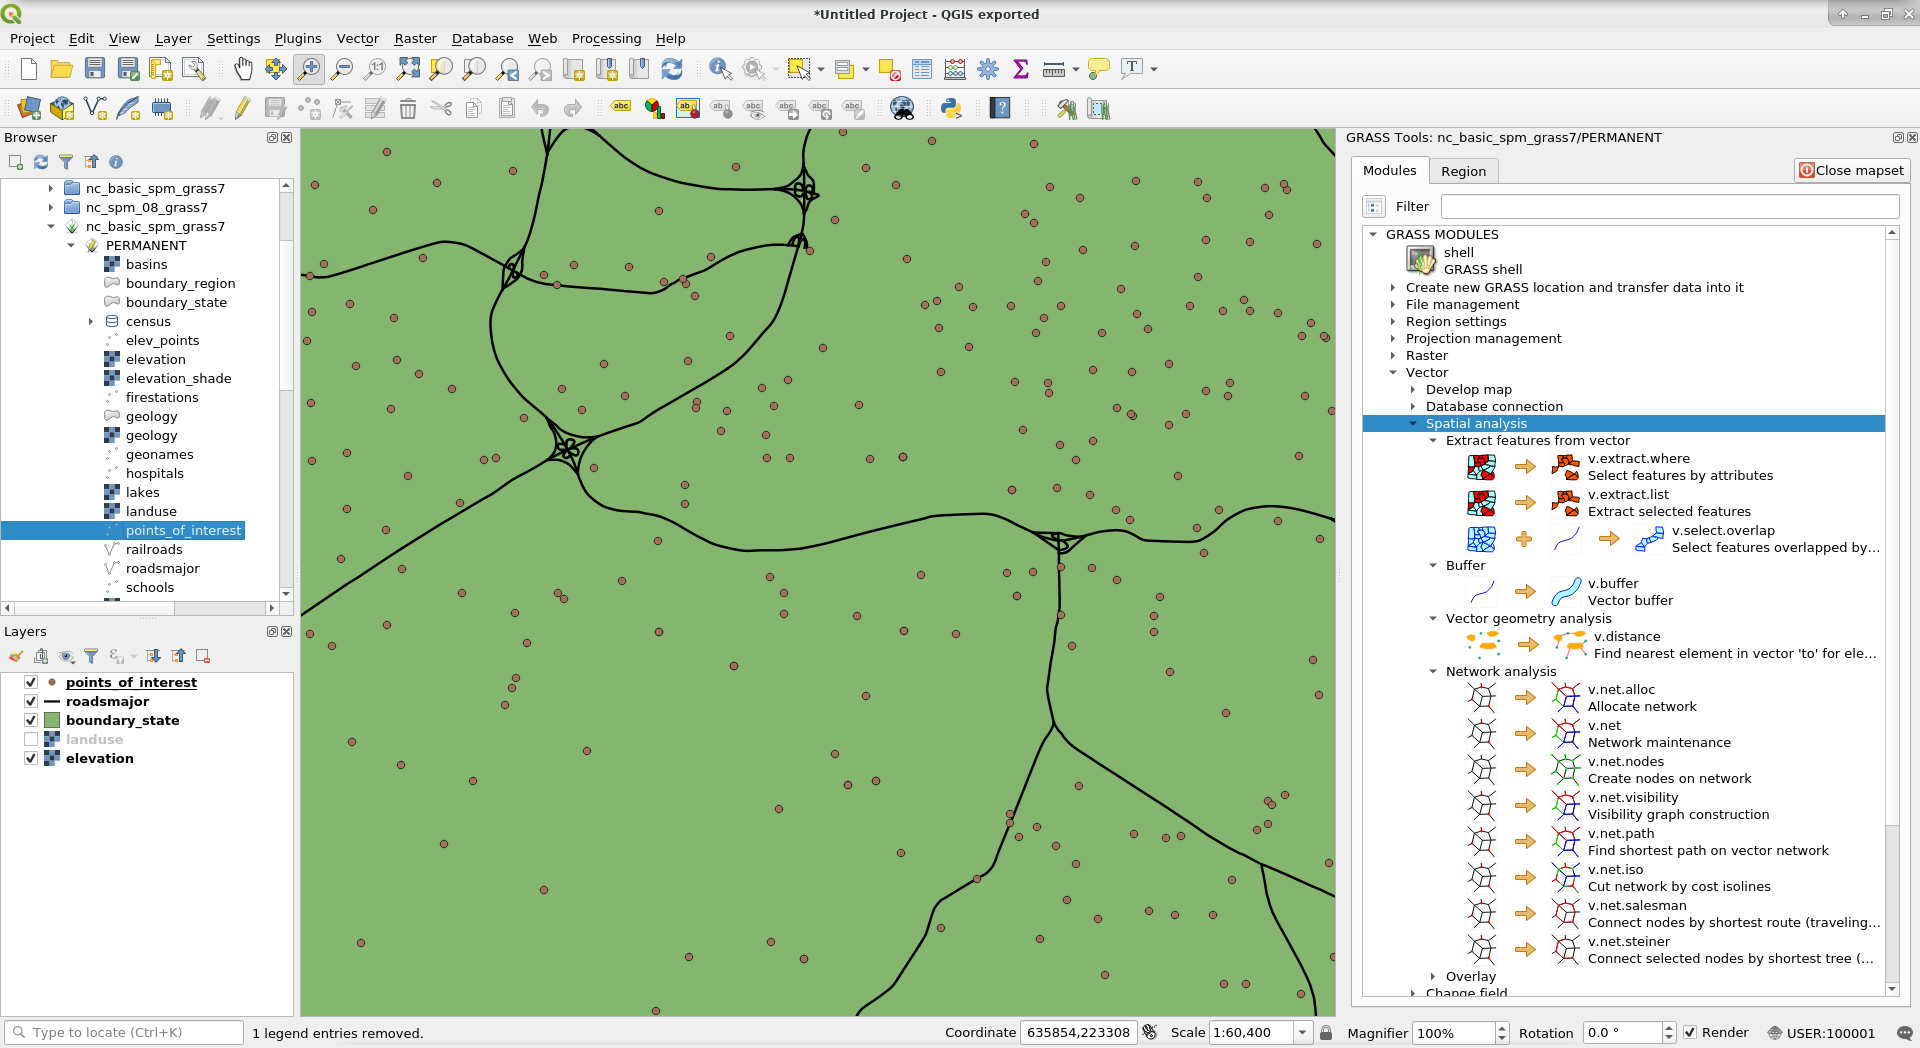 *Untitled Project - QGIS exported
Project Edit View Layer Settings Plugins Vector Raster Database Web Processing Help
Browser
nc_basic_spm_grass7
nc_spm_08_grass7
nc_basic_spm_grass7
PERMANENT
basins
boundary_region
boundary_state
census
elev_points
elevation
elevation_shade
firestations
geology
geology
geonames
hospitals
lakes
landuse
points_of_interest
railroads
roadsmajor
schools
Layers
points_of_interest
roadsmajor
boundary_state
landuse
elevation
GRASS Tools: nc_basic_spm_grass7/PERMANENT
Modules Region Close mapset
Filter
GRASS MODULES
shell
GRASS shell
Create new GRASS location and transfer data into it
File management
Region settings
Projection management
Raster
Vector
Develop map
Database connection
Spatial analysis
Extract features from vector
v.extract.where
Select features by attributes
v.extract.list
Extract selected features
v.select.overlap
Select features overlapped by...
Buffer
v.buffer
Vector buffer
Vector geometry analysis
v.distance
Find nearest element in vector 'to' for ele...
Network analysis
v.net.alloc
Allocate network
v.net
Network maintenance
v.net.nodes
Create nodes on network
v.net.visibility
Visibility graph construction
v.net.path
Find shortest path on vector network
v.net.iso
Cut network by cost isolines
v.net.salesman
Connect nodes by shortest route (traveling...
v.net.steiner
Connect selected nodes by shortest tree (...
Overlay
Change field
Type to locate (Ctrl+K) 1 legend entries removed. Coordinate 635854,223308 Scale 1:60,400 Magnifier 100% Rotation 0.0 ° Render USER:100001